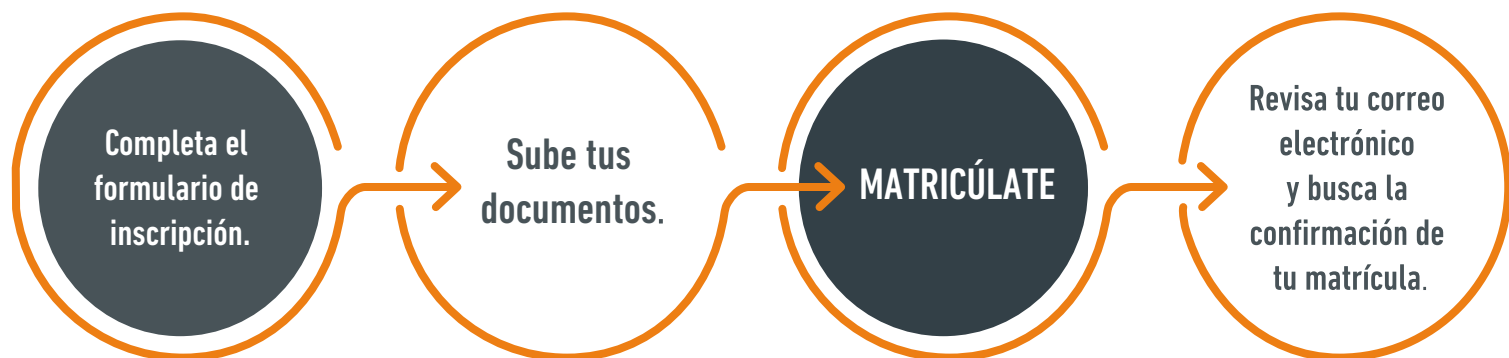 Completa el
formulario de
inscripción.
Sube tus
documentos.
MATRICÚLATE
Revisa tu correo
electrónico
y busca la
confirmación de
tu matrícula.